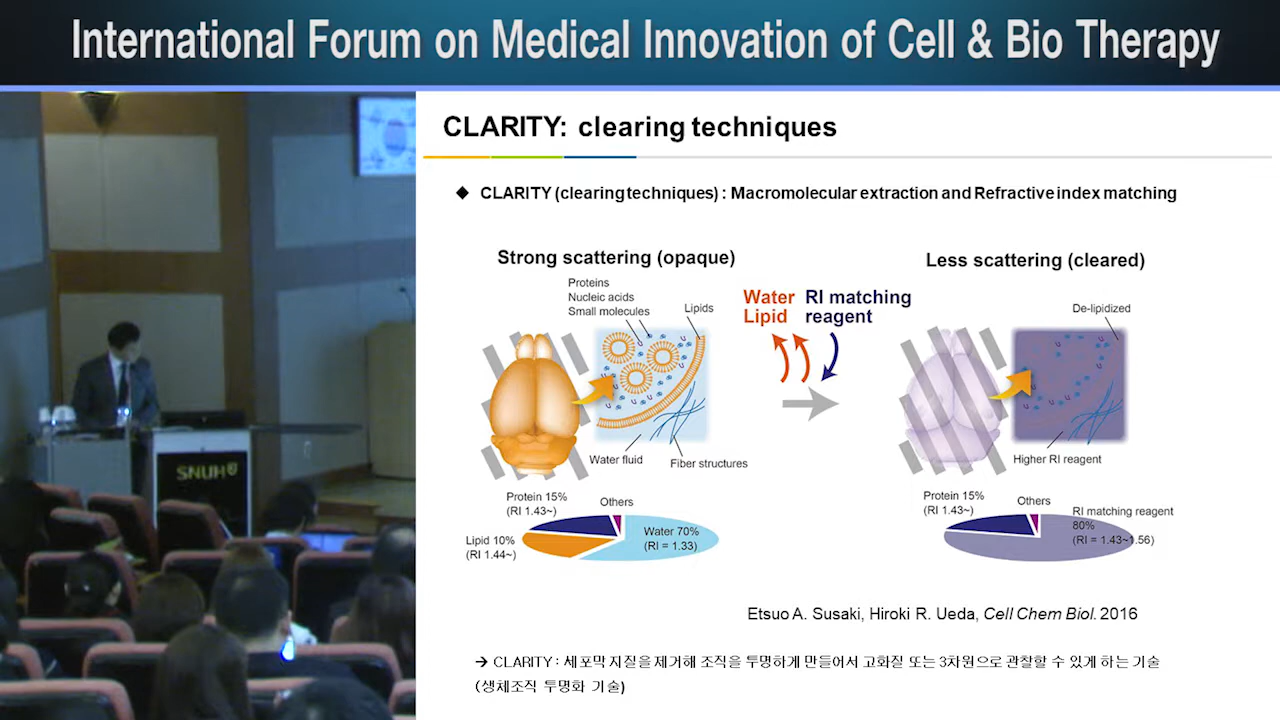 International Forum on Medical Innovation of Cell & Bio Therapy
CLARITY: clearing techniques
◆ CLARITY (clearing techniques) : Macromolecular extraction and Refractive index matching
Strong scattering (opaque)
Less scattering (cleared)
Proteins
Nucleic acids
Small molecules
Lipids
Water
Lipid
RI matching
reagent
De-lipidized
Water fluid
Fiber structures
Higher RI reagent
Protein 15%
(RI 1.43~)
Others
Lipid 10%
(RI 1.44~)
Water 70%
(RI = 1.33)
Protein 15%
(RI 1.43~)
Others
RI matching reagent
80%
(RI = 1.43~1.56)
Etsuo A. Susaki, Hiroki R. Ueda, Cell Chem Biol. 2016
→ CLARITY : 세포막 지질을 제거해 조직을 투명하게 만들어서 고화질 또는 3차원으로 관찰할 수 있게 하는 기술
(생체조직 투명화 기술)
SNUH